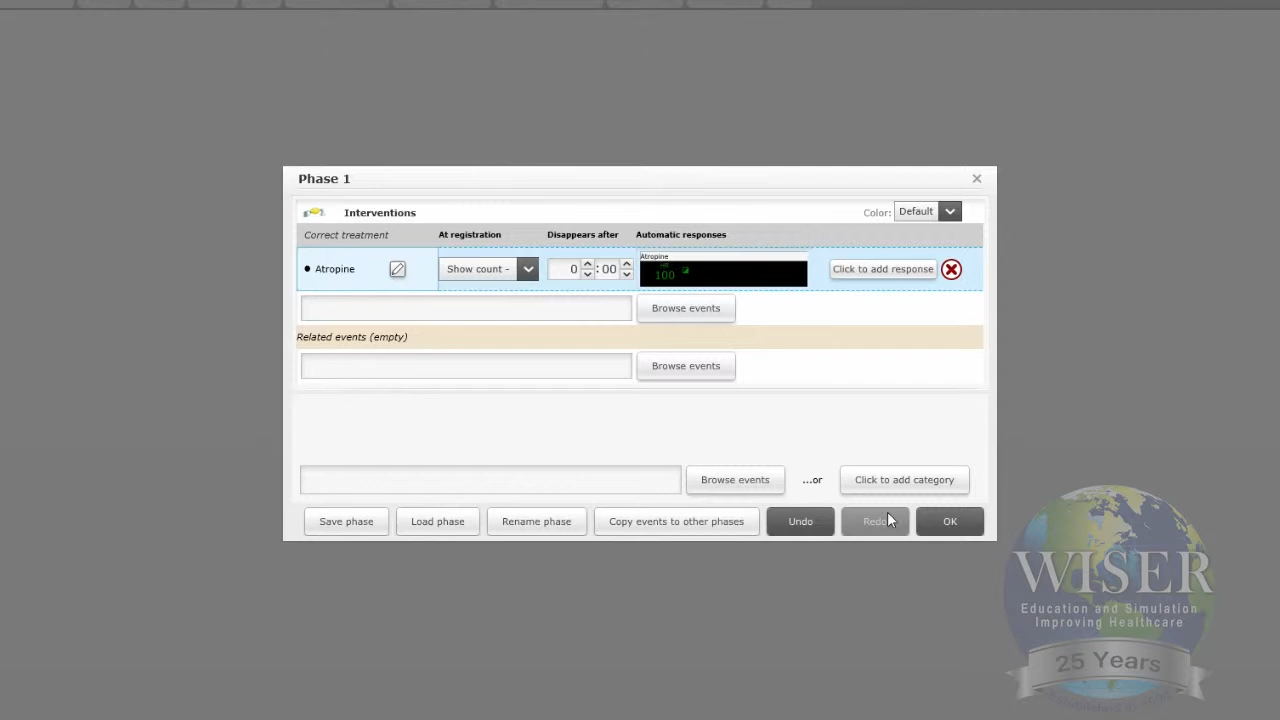 Phase 1
Interventions
Color: Default
Correct treatment At registration Disappears after Automatic responses
Atropine
100
• Atropine Show count - 0 : 00 Click to add response
Browse events
Related events (empty)
Browse events
Browse events ...or Click to add category
Save phase Load phase Rename phase Copy events to other phases Undo Redo OK
WISER
Education and Simulation
Improving Healthcare
25 Years